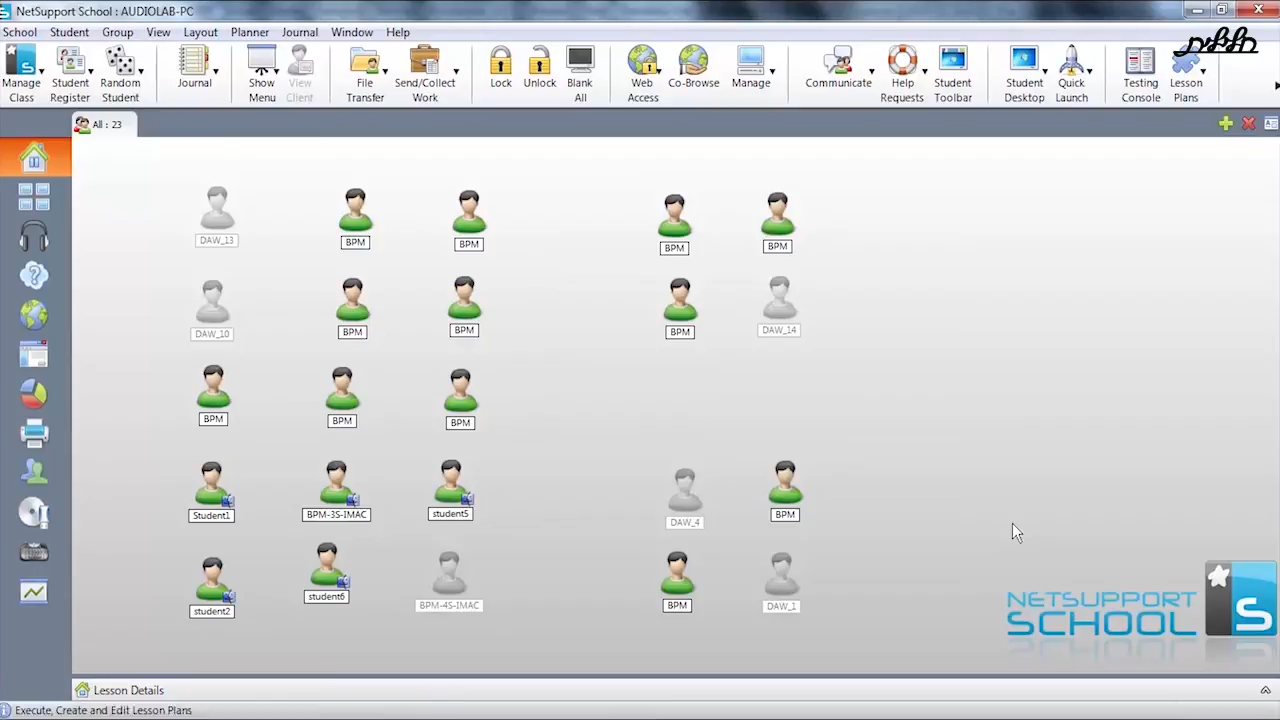 NetSupport School : AUDIOLAB-PC
School Student Group View Layout Planner Journal Window Help
Manage Class Student Register Random Student Journal Show Menu View Client File Transfer Send/Collect Work Lock Unlock Blank All Web Access Co-Browse Manage Communicate Help Requests Student Toolbar Student Desktop Quick Launch Testing Console Lesson Plans
All : 23
DAW_13 BPM BPM BPM BPM
DAW_10 BPM BPM BPM DAW_14
BPM BPM BPM
Student1 BPM-3S-IMAC student5 DAW_4 BPM
student2 student6 BPM-4S-IMAC BPM DAW_1
NETSUPPORT
SCHOOL
S
Lesson Details
Execute, Create and Edit Lesson Plans